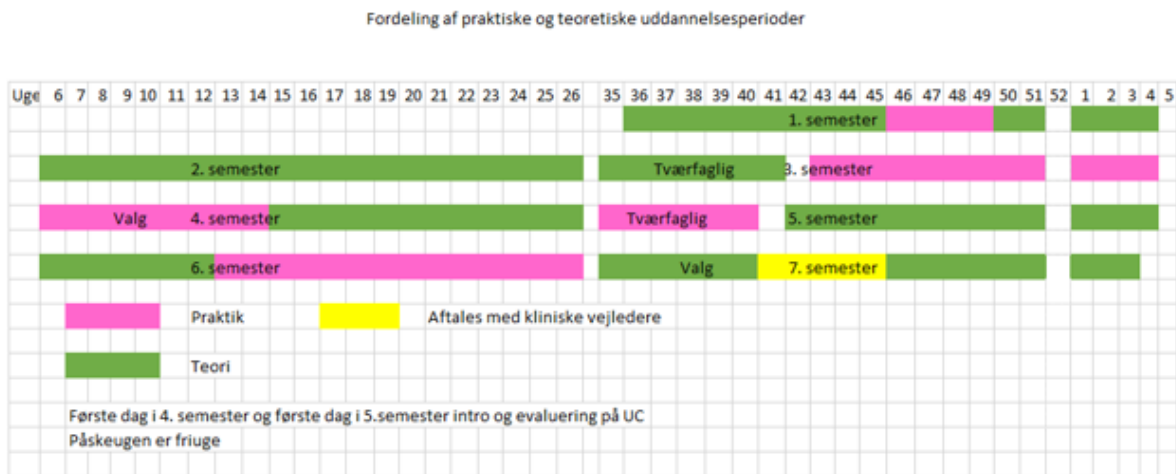 Fordeling af praktiske og teoretiske uddannelsesperioder
Uge 6 7 8 9 10 11 12 13 14 15 16 17 18 19 20 21 22 23 24 25 26 35 36 37 38 39 40 41 42 43 44 45 46 47 48 49 50 51 52 1 2 3 4 5
1. semester
2. semester Tværfaglig 3. semester
Valg 4. semester Tværfaglig 5. semester
6. semester Valg 7. semester
Praktik Aftales med kliniske vejledere
Teori
Første dag i 4. semester og første dag i 5.semester intro og evaluering på UC
Påskeugen er friuge